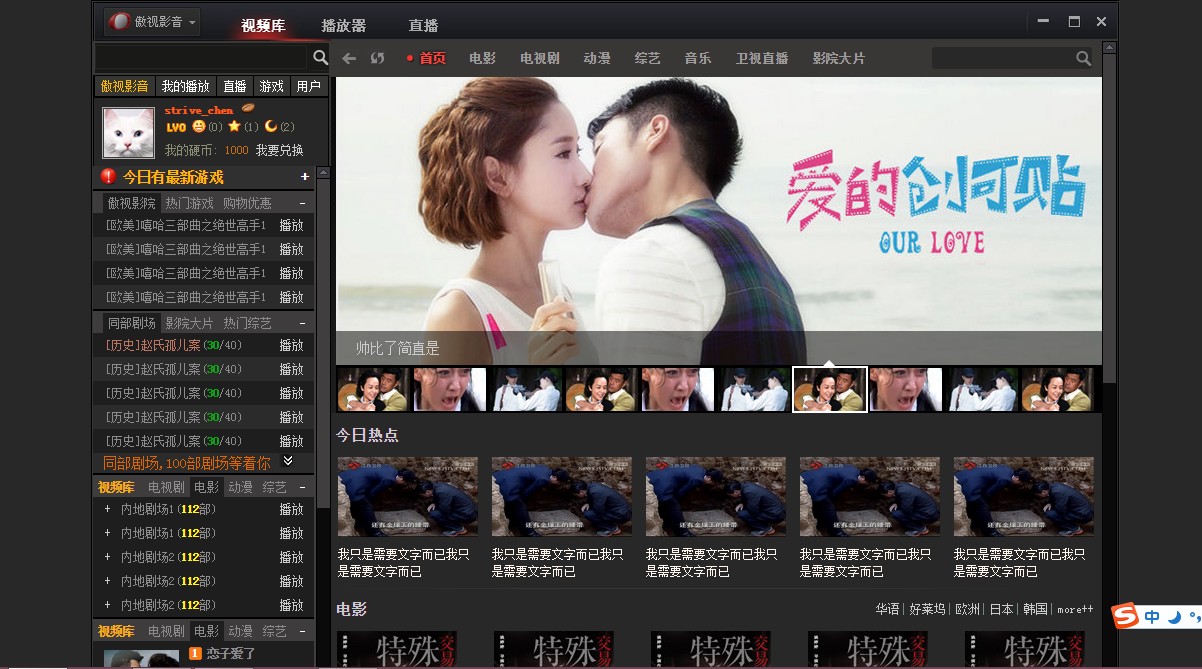 傲视影音
视频库 播放器 直播
首页 电影 电视剧 动漫 综艺 音乐 卫视直播 影院大片
傲视影音 我的播放 直播 游戏 用户
strive_chen
LV0 (0) (1) (2)
我的硬币: 1000 我要兑换
今日有最新游戏 +
傲视影院 热门游戏 购物优惠 -
[欧美]嘻哈三部曲之绝世高手1 播放
[欧美]嘻哈三部曲之绝世高手1 播放
[欧美]嘻哈三部曲之绝世高手1 播放
[欧美]嘻哈三部曲之绝世高手1 播放
同部剧场 影院大片 热门综艺 -
[历史]赵氏孤儿案(30/40) 播放
[历史]赵氏孤儿案(30/40) 播放
[历史]赵氏孤儿案(30/40) 播放
[历史]赵氏孤儿案(30/40) 播放
[历史]赵氏孤儿案(30/40) 播放
同部剧场,100部剧场等着你
视频库 电视剧 电影 动漫 综艺 -
+ 内地剧场1(112部) 播放
+ 内地剧场1(112部) 播放
+ 内地剧场2(112部) 播放
+ 内地剧场2(112部) 播放
+ 内地剧场2(112部) 播放
视频库 电视剧 电影 动漫 综艺 -
1 恋子爱了
爱的创可贴
OUR LOVE
帅比了简直是
今日热点
我只是需要文字而已我只
是需要文字而已
我只是需要文字而已我只
是需要文字而已
我只是需要文字而已我只
是需要文字而已
我只是需要文字而已我只
是需要文字而已
我只是需要文字而已我只
是需要文字而已
电影
华语| 好莱坞| 欧洲| 日本| 韩国| more++
特殊交易
特殊交易
特殊交易
特殊交易
特殊交易
中